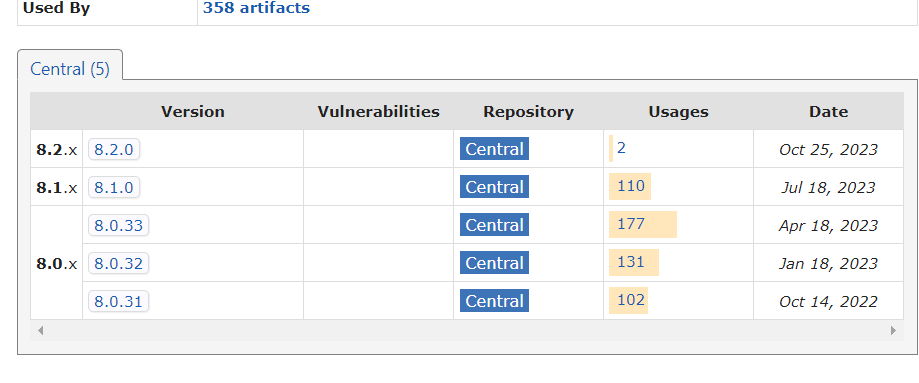 Used By 358 artifacts
Central (5)
Version Vulnerabilities Repository Usages Date
8.2.x 8.2.0 Central 2 Oct 25, 2023
8.1.x 8.1.0 Central 110 Jul 18, 2023
8.0.33 Central 177 Apr 18, 2023
8.0.x 8.0.32 Central 131 Jan 18, 2023
8.0.31 Central 102 Oct 14, 2022